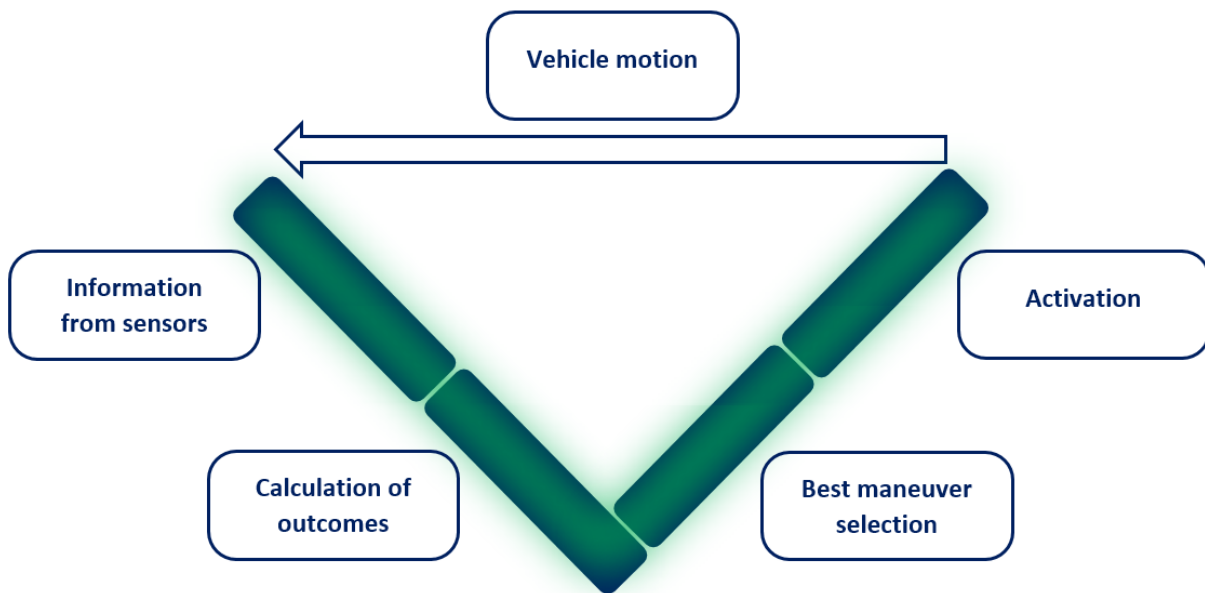 Vehicle motion
Information
from sensors
Activation
Calculation of
outcomes
Best maneuver
selection